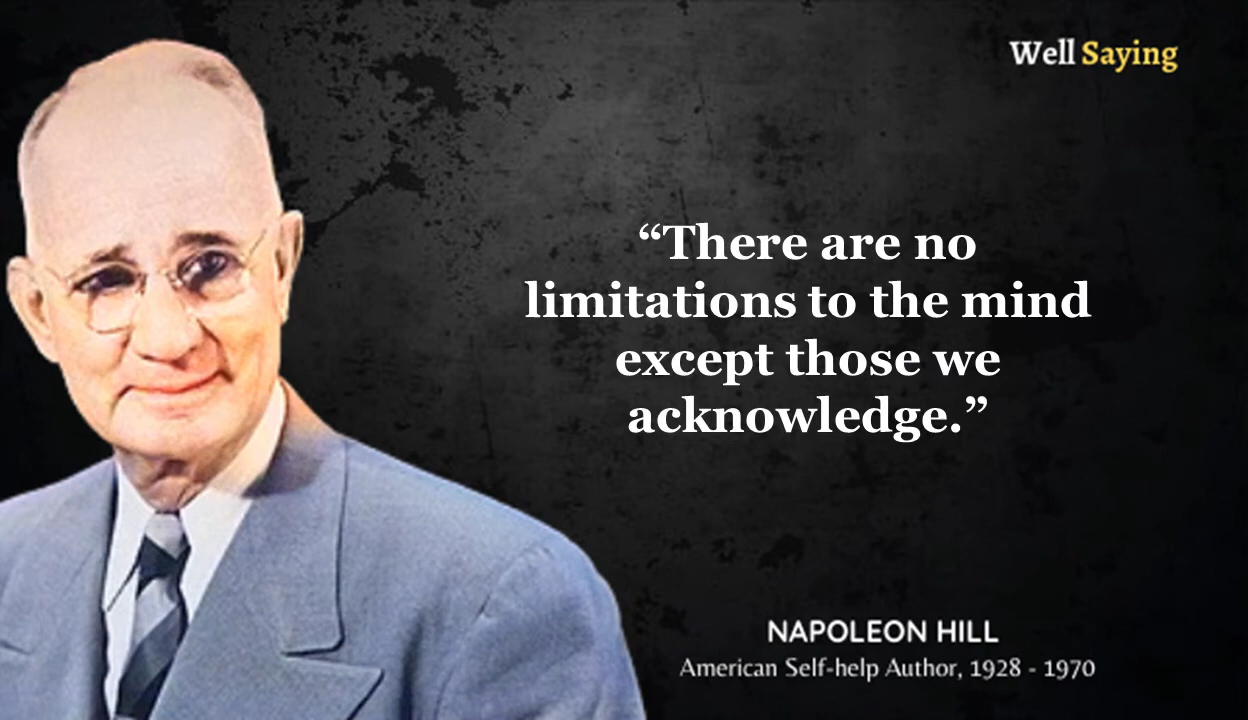 Well Saying
“There are no
limitations to the mind
except those we
acknowledge.”
NAPOLEON HILL
American Self-help Author, 1928 - 1970